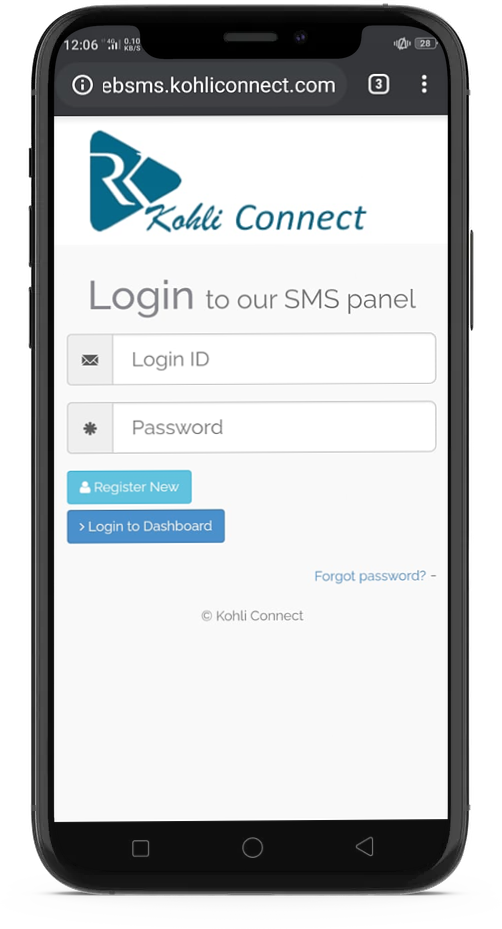 12:06 4G 0.10 KB/S 28
ebsms.kohliconnect.com 3
RK
Kohli Connect
Login to our SMS panel
Login ID
Password
Register New
› Login to Dashboard
Forgot password? -
© Kohli Connect